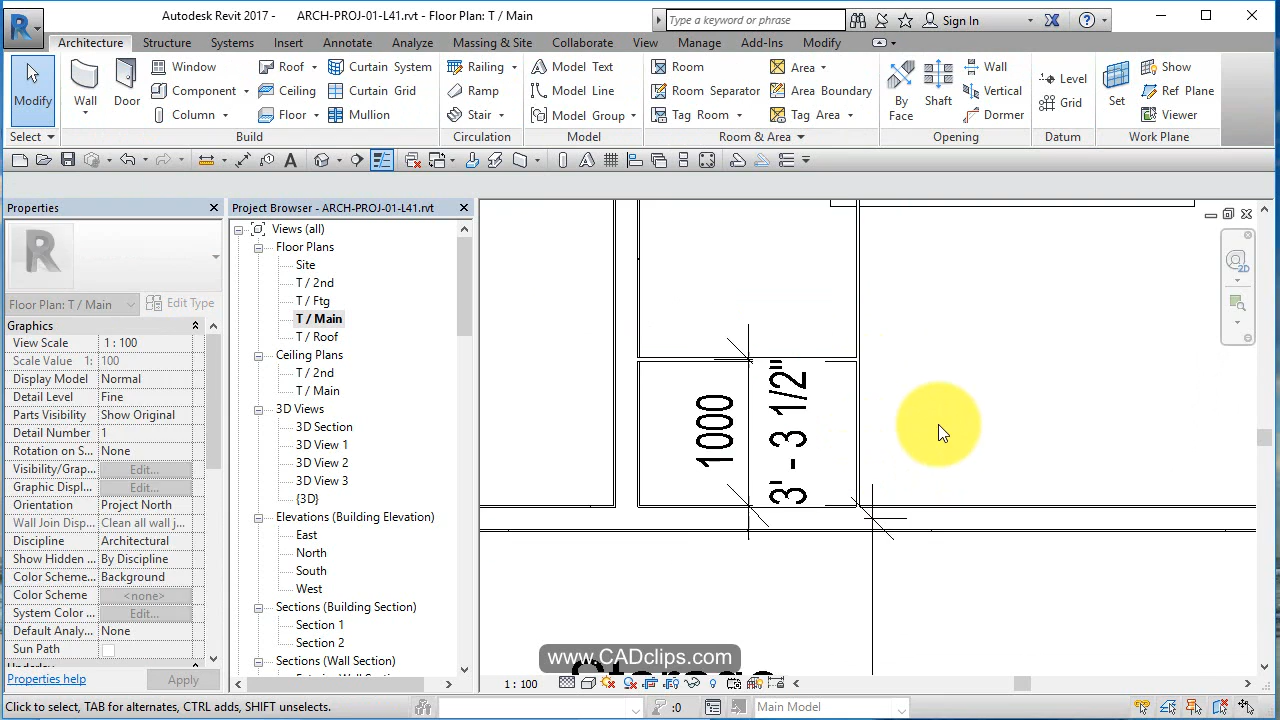 Autodesk Revit 2017 - ARCH-PROJ-01-L41.rvt - Floor Plan: T / Main
Type a keyword or phrase
Sign In
Architecture Structure Systems Insert Annotate Analyze Massing & Site Collaborate View Manage Add-Ins Modify
Modify
Select
Wall
Door
Window
Component
Column
Roof
Ceiling
Floor
Curtain System
Curtain Grid
Mullion
Build
Railing
Ramp
Stair
Circulation
Model Text
Model Line
Model Group
Model
Room
Room Separator
Tag Room
Area
Area Boundary
Tag Area
Room & Area
By
Face
Shaft
Wall
Vertical
Dormer
Opening
Level
Grid
Datum
Set
Show
Ref Plane
Viewer
Work Plane
Properties
Floor Plan: T / Main
Edit Type
Graphics
View Scale 1 : 100
Scale Value 1: 100
Display Model Normal
Detail Level Fine
Parts Visibility Show Original
Detail Number 1
Rotation on S... None
Visibility/Grap... Edit...
Graphic Displ... Edit...
Orientation Project North
Wall Join Disp... Clean all wall j...
Discipline Architectural
Show Hidden ... By Discipline
Color Scheme... Background
Color Scheme <none>
System Color ... Edit...
Default Analy... None
Sun Path
Properties help
Apply
Project Browser - ARCH-PROJ-01-L41.rvt
Views (all)
Floor Plans
Site
T / 2nd
T / Ftg
T / Main
T / Roof
Ceiling Plans
T / 2nd
T / Main
3D Views
3D Section
3D View 1
3D View 2
3D View 3
{3D}
Elevations (Building Elevation)
East
North
South
West
Sections (Building Section)
Section 1
Section 2
Sections (Wall Section)
2D
1000
3' - 3 1/2"
www.CADclips.com
1 : 100
Click to select, TAB for alternates, CTRL adds, SHIFT unselects.
:0
Main Model